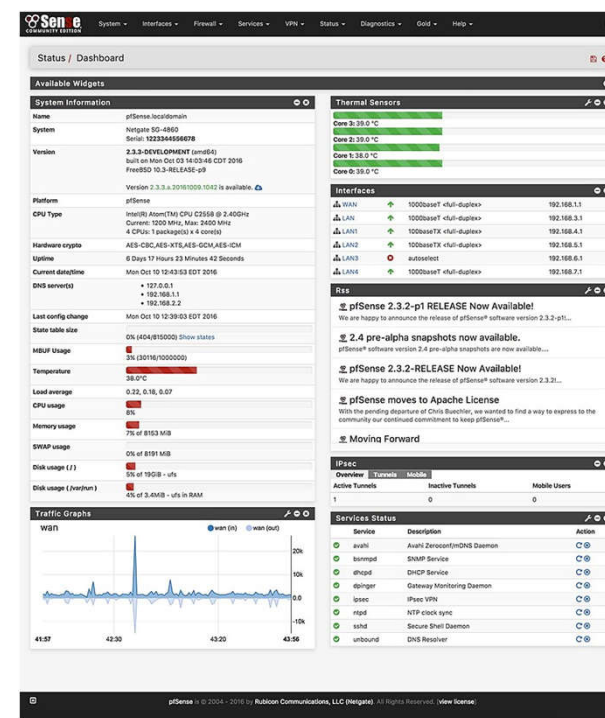 pfSense
COMMUNITY EDITION
System Interfaces Firewall Services VPN Status Diagnostics Gold Help
Status / Dashboard
Available Widgets
System Information
Name pfSense.localdomain
System Netgate SG-4860
Serial: 1223344556678
Version 2.3.3-DEVELOPMENT (amd64)
built on Mon Oct 03 14:03:46 CDT 2016
FreeBSD 10.3-RELEASE-p9
Version 2.3.3.a.20161009.1042 is available.
Platform pfSense
CPU Type Intel(R) Atom(TM) CPU C2558 @ 2.40GHz
Current: 1200 MHz, Max: 2400 MHz
4 CPUs: 1 package(s) x 4 core(s)
Hardware crypto AES-CBC,AES-XTS,AES-GCM,AES-ICM
Uptime 6 Days 17 Hours 23 Minutes 42 Seconds
Current date/time Mon Oct 10 12:43:53 EDT 2016
DNS server(s) • 127.0.0.1
• 192.168.1.1
• 192.168.2.2
Last config change Mon Oct 10 12:39:03 EDT 2016
State table size
0% (404/815000) Show states
MBUF Usage
3% (30116/1000000)
Temperature
38.0°C
Load average 0.22, 0.18, 0.07
CPU usage
8%
Memory usage
7% of 8153 MiB
SWAP usage
0% of 8191 MiB
Disk usage ( / )
5% of 19GiB - ufs
Disk usage ( /var/run )
4% of 3.4MiB - ufs in RAM
Traffic Graphs
wan
wan (in) wan (out)
20k
10k
0.0
-10k
41:57 42:30 43:20 43:56
Thermal Sensors
Core 3: 39.0 °C
Core 2: 39.0 °C
Core 1: 38.0 °C
Core 0: 39.0 °C
Interfaces
WAN 1000baseT <full-duplex> 192.168.1.1
LAN 1000baseT <full-duplex> 192.168.3.1
LAN1 100baseTX <full-duplex> 192.168.4.1
LAN2 100baseTX <full-duplex> 192.168.5.1
LAN3 autoselect 192.168.6.1
LAN4 1000baseT <full-duplex> 192.168.7.1
Rss
pfSense 2.3.2-p1 RELEASE Now Available!
We are happy to announce the release of pfSense® software version 2.3.2-p1!...
2.4 pre-alpha snapshots now available.
pfSense® software version 2.4 pre-alpha snapshots are now available....
pfSense 2.3.2-RELEASE Now Available!
We are happy to announce the release of pfSense® software version 2.3.2!...
pfSense moves to Apache License
With the pending departure of Chris Buechler, we wanted to find a way to express to the
community our continued commitment to keep pfSense®...
Moving Forward
IPsec
Overview Tunnels Mobile
Active Tunnels Inactive Tunnels Mobile Users
1 0 0
Services Status
Service Description Action
avahi Avahi Zeroconf/mDNS Daemon
bsnmpd SNMP Service
dhcpd DHCP Service
dpinger Gateway Monitoring Daemon
ipsec IPsec VPN
ntpd NTP clock sync
sshd Secure Shell Daemon
unbound DNS Resolver
pfSense is © 2004 - 2016 by Rubicon Communications, LLC (Netgate). All Rights Reserved. [view license]